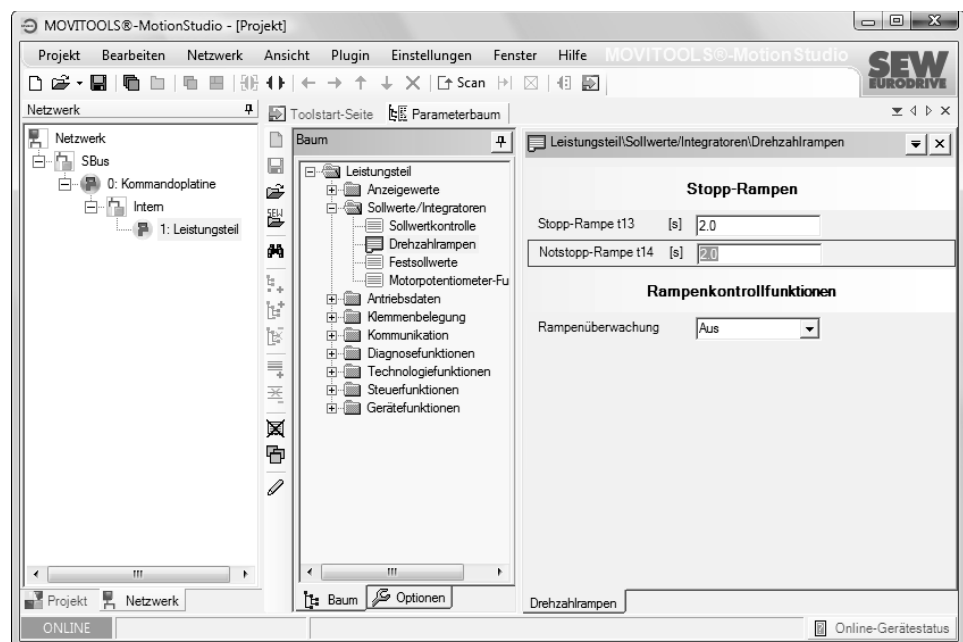 MOVITOOLS®-MotionStudio - [Projekt]
Projekt Bearbeiten Netzwerk Ansicht Plugin Einstellungen Fenster Hilfe MOVITOOLS®-MotionStudio
SEW
EURODRIVE
Scan
Netzwerk
Toolstart-Seite Parameterbaum
Netzwerk
SBus
0: Kommandoplatine
Intern
1: Leistungsteil
SEW
Baum
Leistungsteil
Anzeigewerte
Sollwerte/Integratoren
Sollwertkontrolle
Drehzahlrampen
Festsollwerte
Motorpotentiometer-Fu
Antriebsdaten
Klemmenbelegung
Kommunikation
Diagnosefunktionen
Technologiefunktionen
Steuerfunktionen
Gerätefunktionen
Leistungsteil\Sollwerte/Integratoren\Drehzahlrampen
Stopp-Rampen
Stopp-Rampe t13 [s] 2.0
Notstopp-Rampe t14 [s] 2.0
Rampenkontrollfunktionen
Rampenüberwachung Aus
Projekt Netzwerk
Baum Optionen
Drehzahlrampen
ONLINE
Online-Gerätestatus